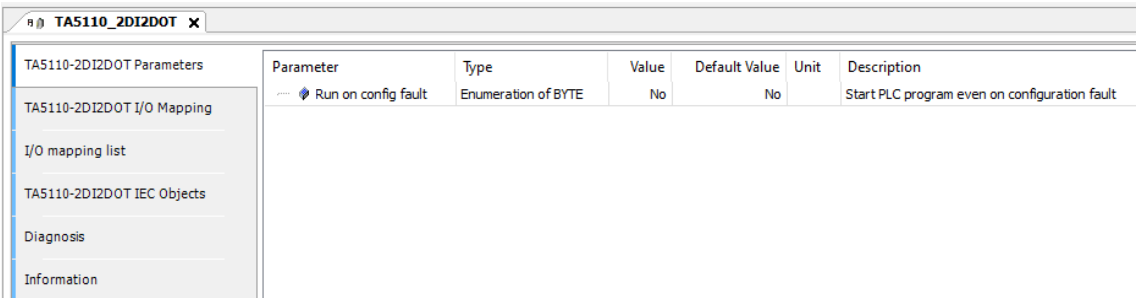 TA5110_2DI2DOT X
TA5110-2DI2DOT Parameters
TA5110-2DI2DOT I/O Mapping
I/O mapping list
TA5110-2DI2DOT IEC Objects
Diagnosis
Information
Parameter Type Value Default Value Unit Description
Run on config fault Enumeration of BYTE No No Start PLC program even on configuration fault